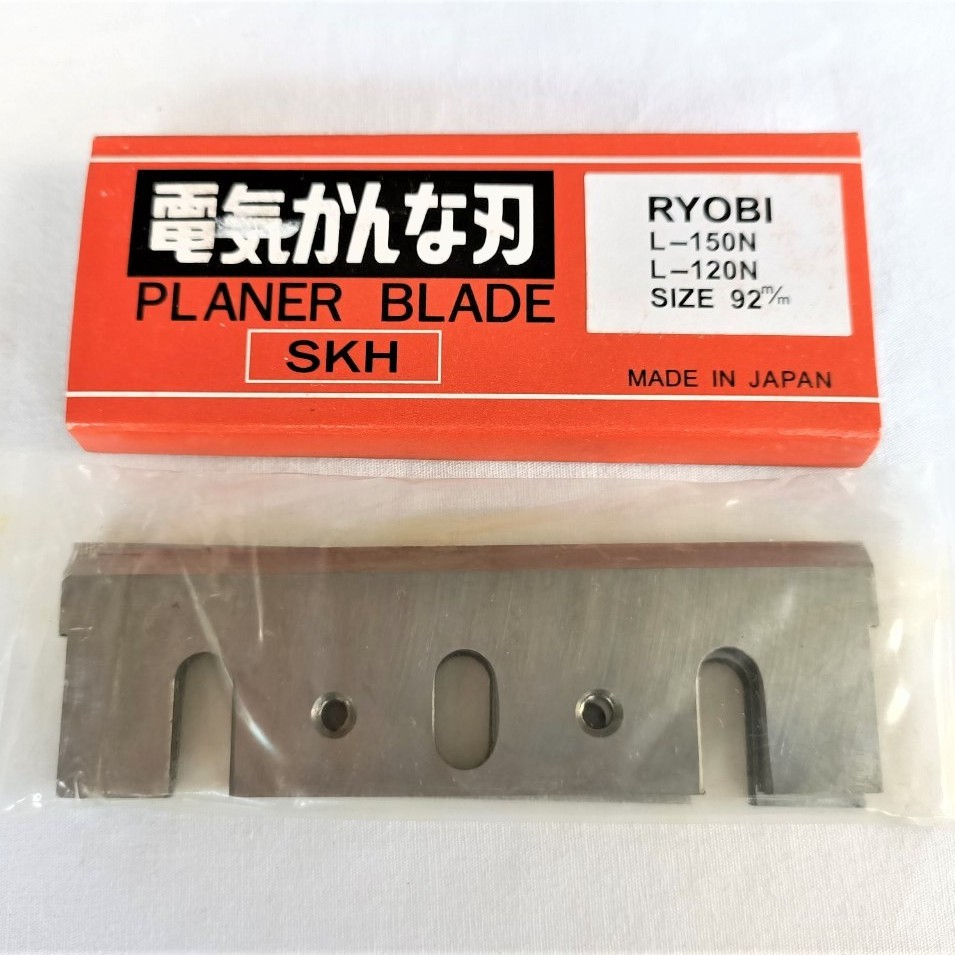 電気かんな刃
PLANER BLADE
SKH
RYOBI
L-150N
L-120N
SIZE 92m/m
MADE IN JAPAN